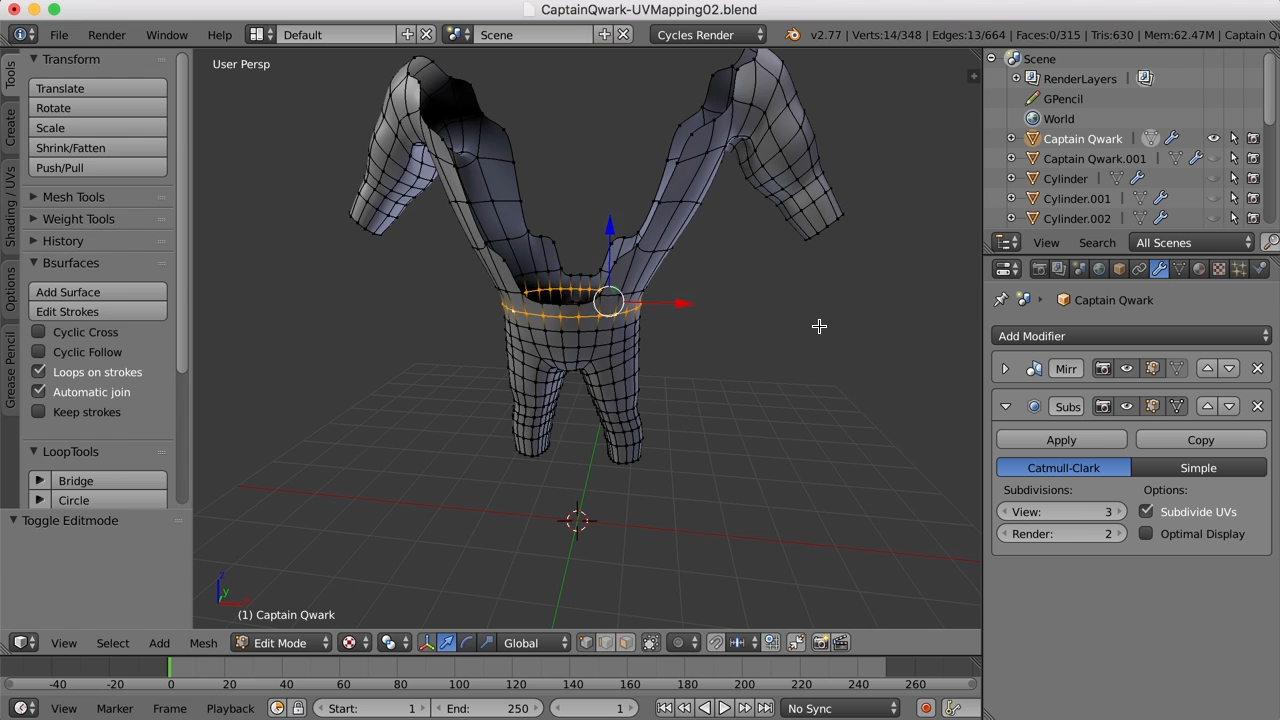 CaptainQwark-UVMapping02.blend
File Render Window Help Default Scene Cycles Render v2.77 | Verts:14/348 | Edges:13/664 | Faces:0/315 | Tris:630 | Mem:62.47M | Captain Q
Tools
Create
Shading / UVs
Options
Grease Pencil
Transform
Translate
Rotate
Scale
Shrink/Fatten
Push/Pull
Mesh Tools
Weight Tools
History
Bsurfaces
Add Surface
Edit Strokes
Cyclic Cross
Cyclic Follow
Loops on strokes
Automatic join
Keep strokes
LoopTools
Bridge
Circle
Toggle Editmode
User Persp
z
y
(1) Captain Qwark
View Select Add Mesh Edit Mode Global
Scene
RenderLayers
GPencil
World
Captain Qwark
Captain Qwark.001
Cylinder
Cylinder.001
Cylinder.002
View Search All Scenes
Captain Qwark
Add Modifier
Mirr
Subs
Apply Copy
Catmull-Clark Simple
Subdivisions: Options:
View: 3 Subdivide UVs
Render: 2 Optimal Display
-40 -20 0 20 40 60 80 100 120 140 160 180 200 220 240 260
View Marker Frame Playback Start: 1 End: 250 1 No Sync